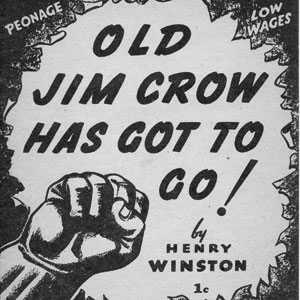 PEONAGE
LOW
WAGES
OLD
JIM CROW
HAS GOT TO
GO!
by
HENRY
WINSTON
1c